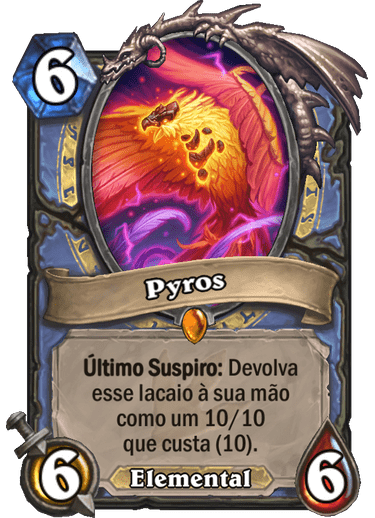 6
Pyros
Último Suspiro: Devolva
esse lacaio à sua mão
como um 10/10
que custa (10).
6
Elemental
6